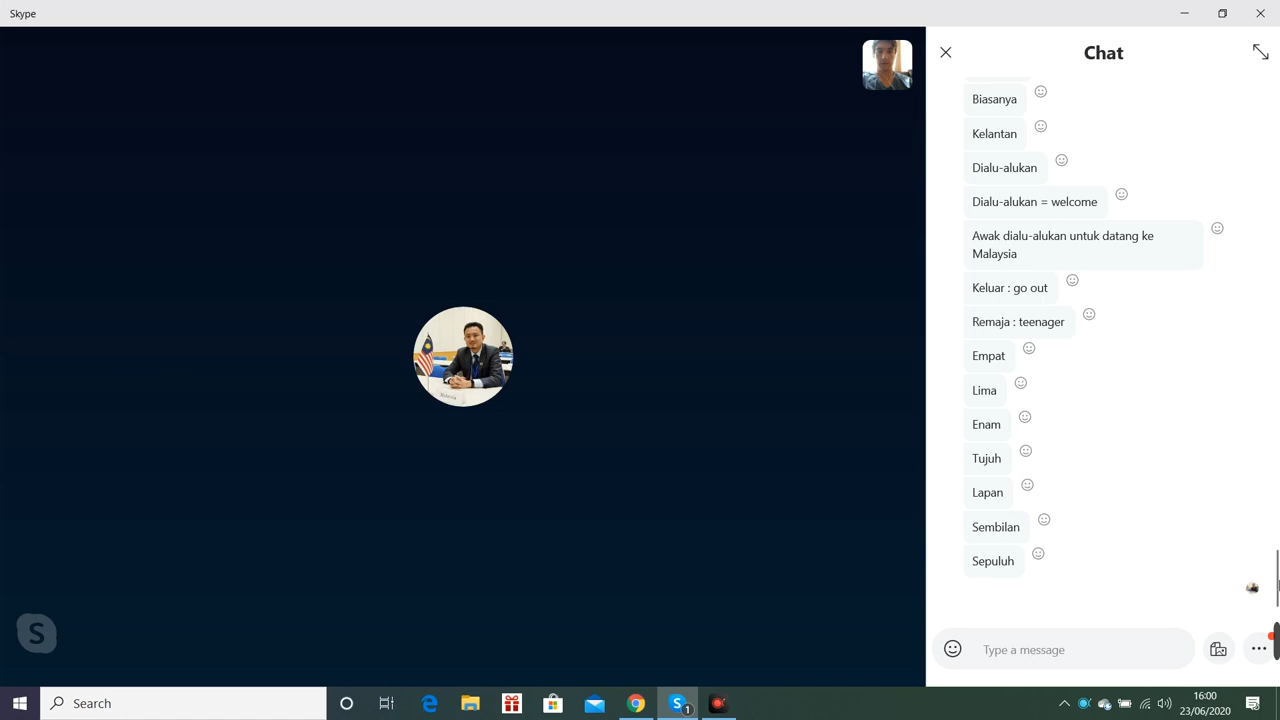 Skype
Chat
Biasanya
Kelantan
Dialu-alukan
Dialu-alukan = welcome
Awak dialu-alukan untuk datang ke
Malaysia
Keluar : go out
Remaja : teenager
Empat
Lima
Enam
Tujuh
Lapan
Sembilan
Sepuluh
Type a message
S
Search
S 1
16:00
23/06/2020